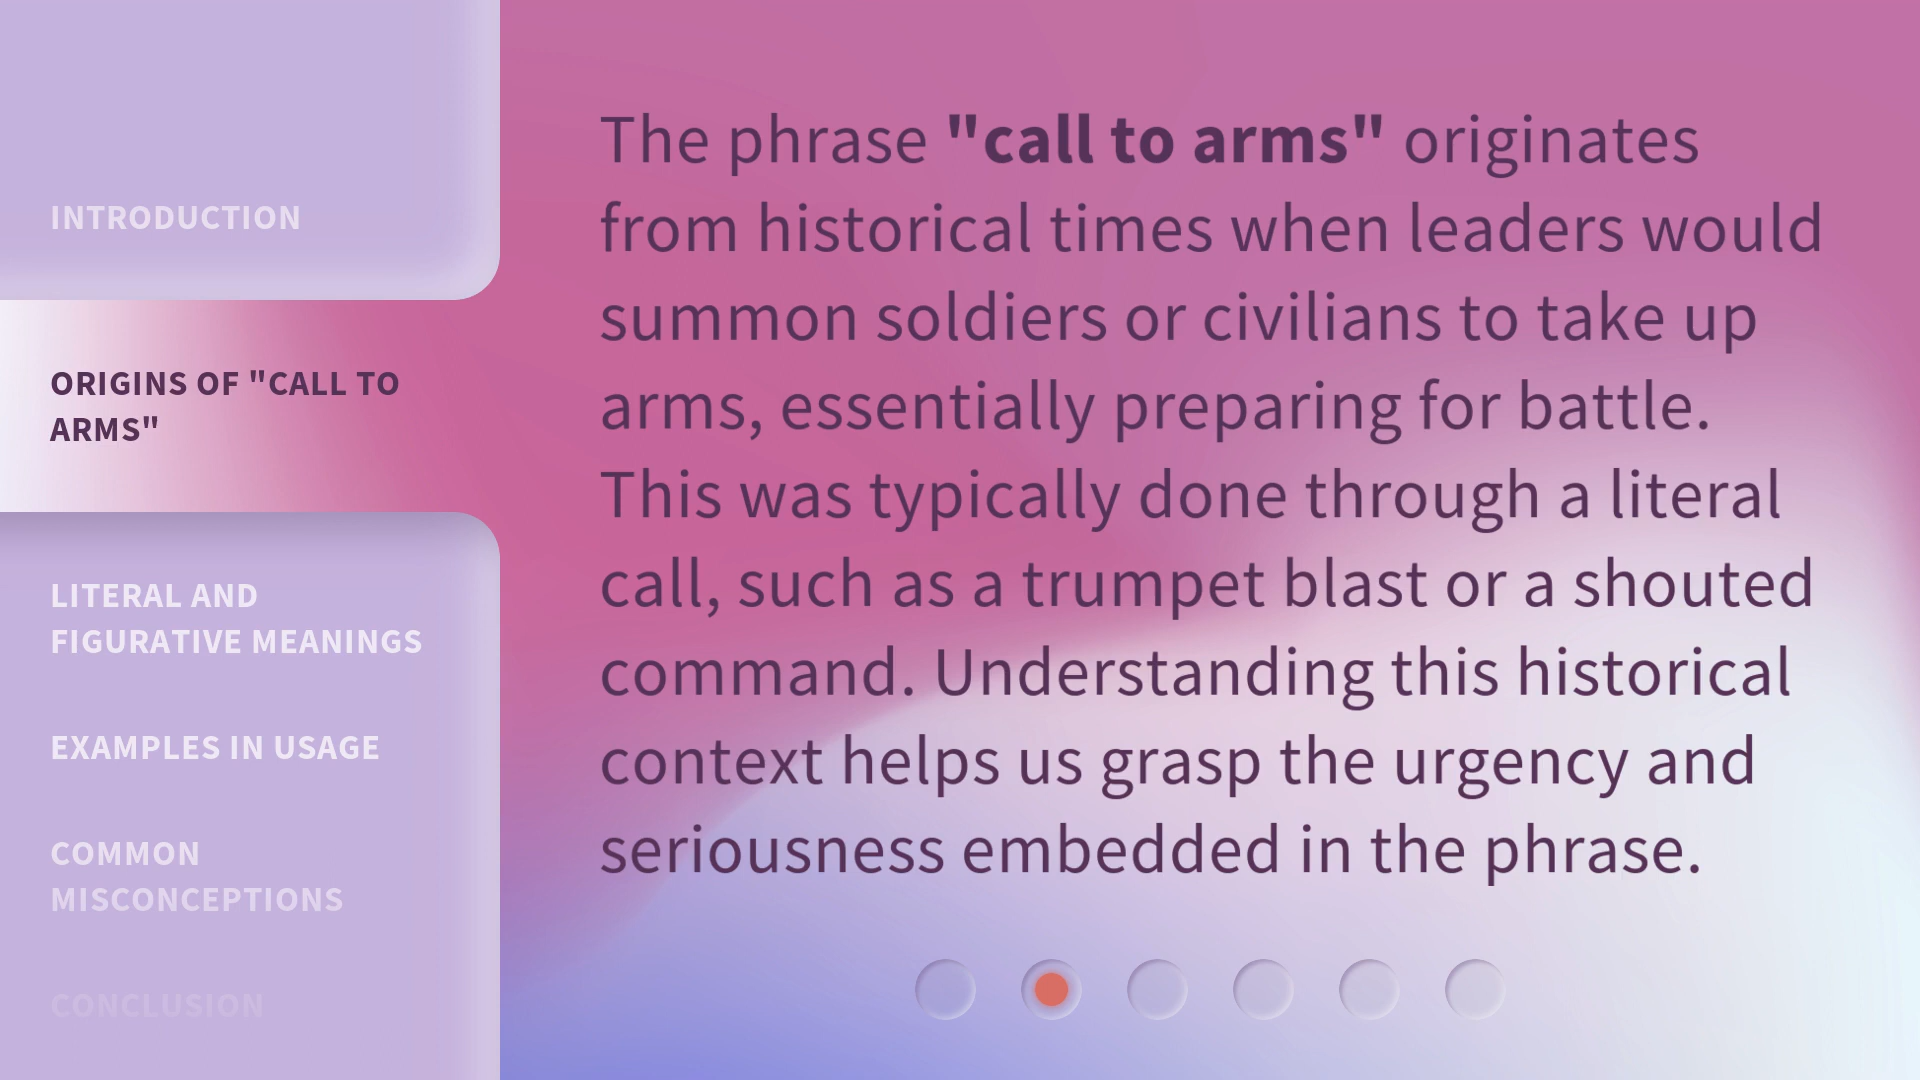 INTRODUCTION
ORIGINS OF "CALL TO
ARMS"
LITERAL AND
FIGURATIVE MEANINGS
EXAMPLES IN USAGE
COMMON
MISCONCEPTIONS
CONCLUSION
The phrase "call to arms" originates
from historical times when leaders would
summon soldiers or civilians to take up
arms, essentially preparing for battle.
This was typically done through a literal
call, such as a trumpet blast or a shouted
command. Understanding this historical
context helps us grasp the urgency and
seriousness embedded in the phrase.